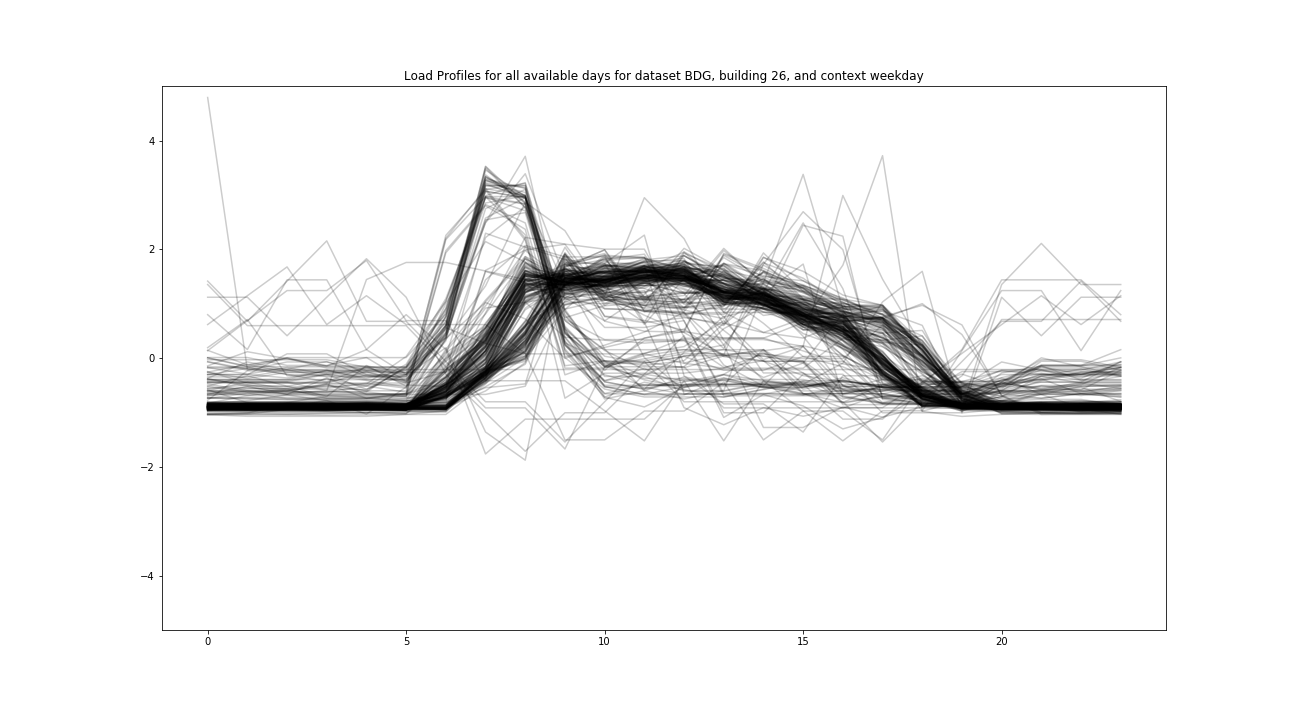 Load Profiles for all available days for dataset BDG, building 26, and context weekday
4
2
0
−2
−4
0 5 10 15 20